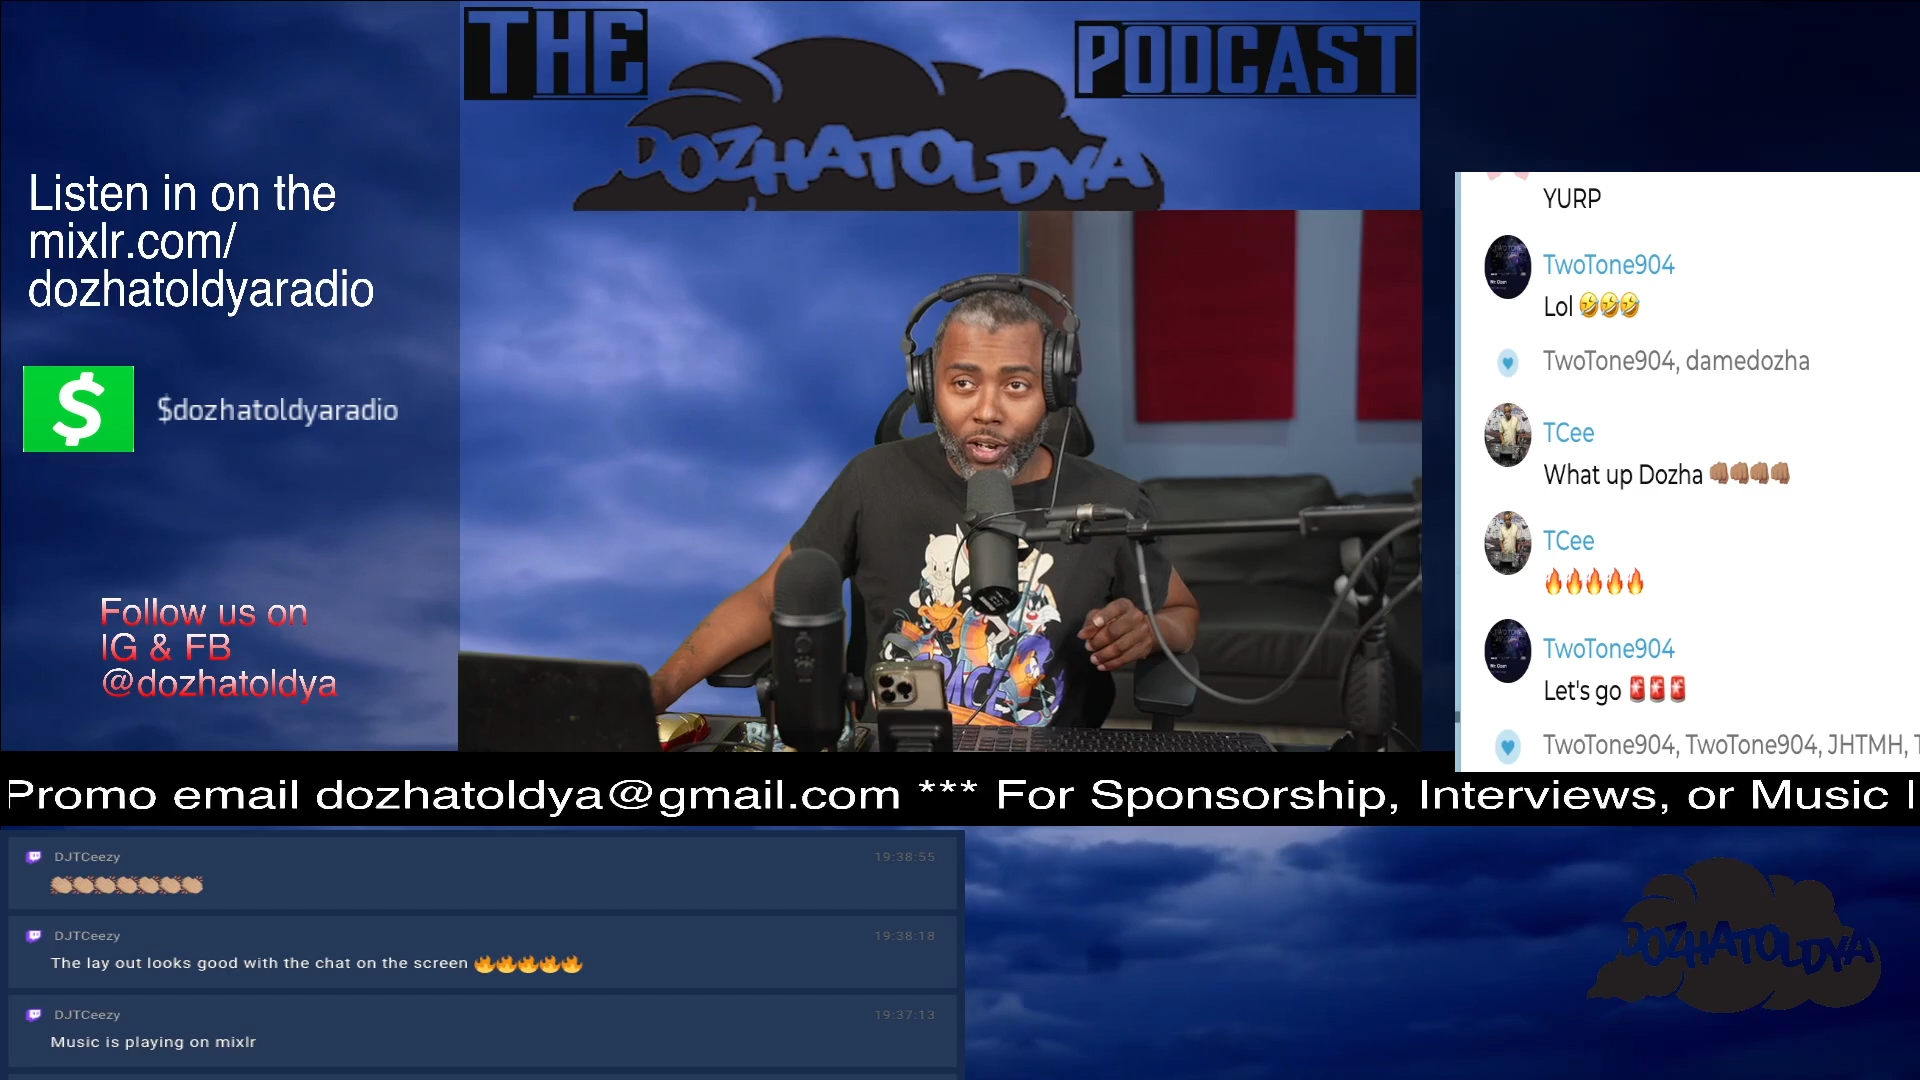 THE
PODCAST
DOZHATOLDYA
Listen in on the
mixlr.com/
dozhatoldyaradio
$
$dozhatoldyaradio
Follow us on
IG & FB
@dozhatoldya
YURP
TwoTone904
Lol 🤣🤣🤣
TwoTone904, damedozha
TCee
What up Dozha 👊🏽👊🏽👊🏽👊🏽
TCee
🔥🔥🔥🔥🔥
TwoTone904
Let's go 🚨🚨🚨
TwoTone904, TwoTone904, JHTMH, T
Promo email dozhatoldya@gmail.com *** For Sponsorship, Interviews, or Music
DJTCeezy 19:38:55
👏🏼👏🏼👏🏼👏🏼👏🏼👏🏼👏🏼
DJTCeezy 19:38:18
The lay out looks good with the chat on the screen 🔥🔥🔥🔥🔥
DJTCeezy 19:37:13
Music is playing on mixlr
DOZHATOLDYA